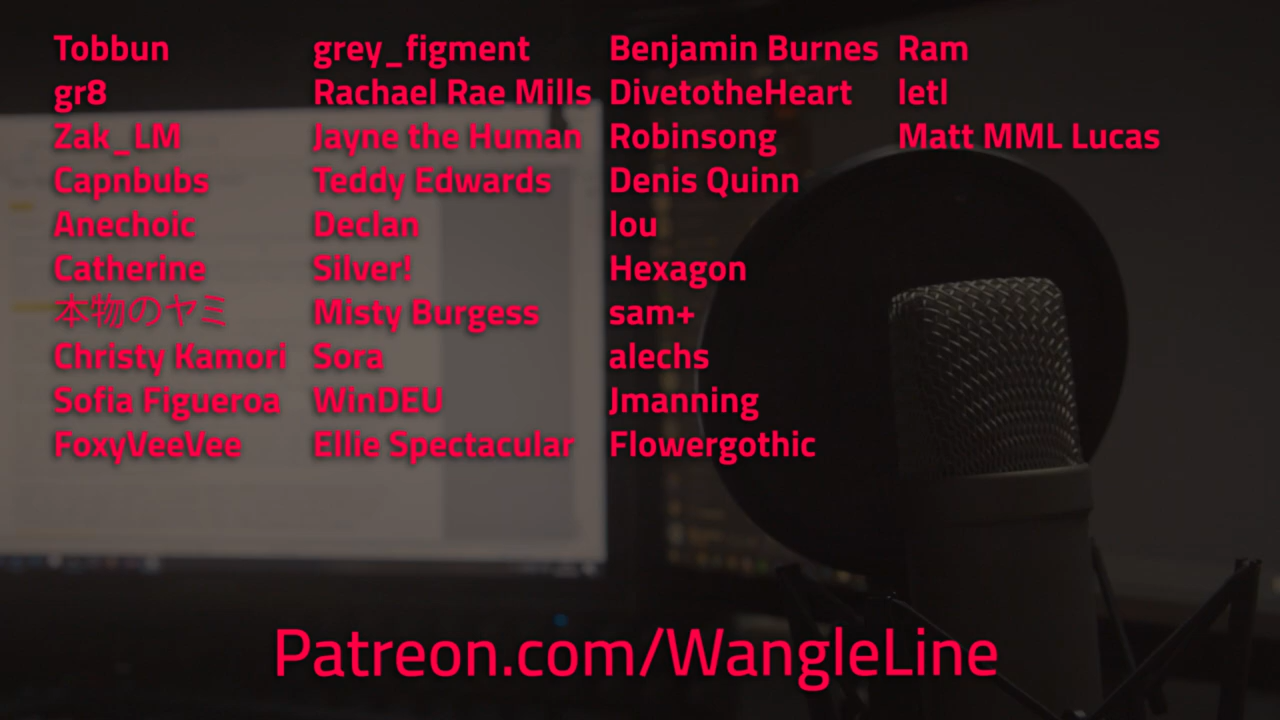 Tobbun
gr8
Zak_LM
Capnbubs
Anechoic
Catherine
本物のヤミ
Christy Kamori
Sofia Figueroa
FoxyVeeVee
grey_figment
Rachael Rae Mills
Jayne the Human
Teddy Edwards
Declan
Silver!
Misty Burgess
Sora
WinDEU
Ellie Spectacular
Benjamin Burnes
DivetotheHeart
Robinsong
Denis Quinn
lou
Hexagon
sam+
alechs
Jmanning
Flowergothic
Ram
letl
Matt MML Lucas
Patreon.com/WangleLine